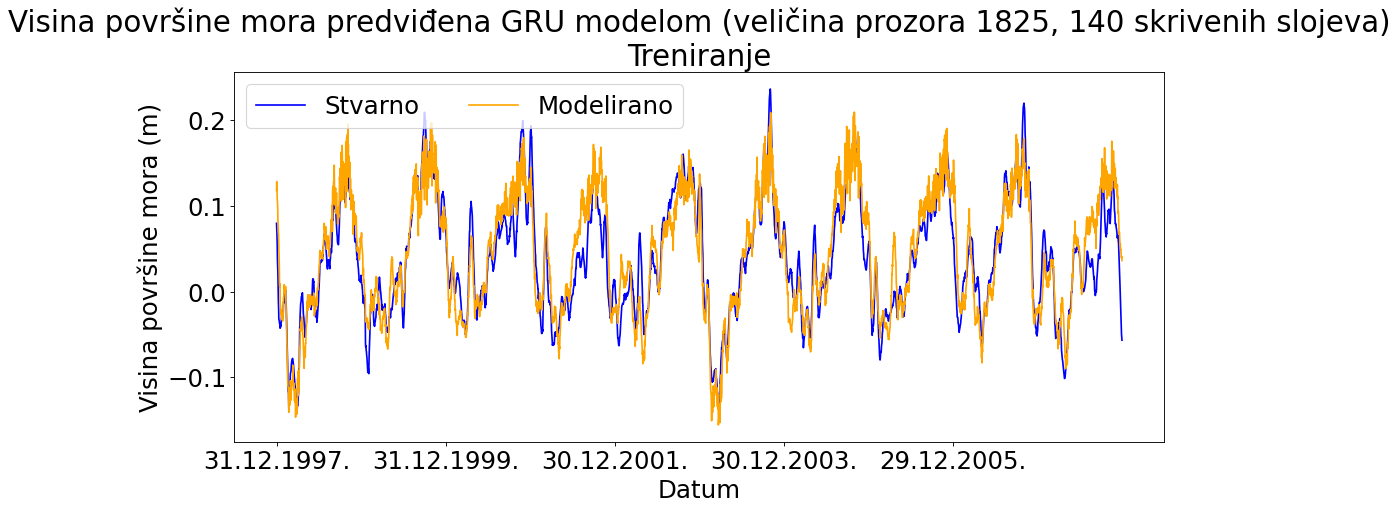 Visina površine mora predviđena GRU modelom (veličina prozora 1825, 140 skrivenih slojeva)
Treniranje
Stvarno Modelirano
Visina površine mora (m)
0.2
0.1
0.0
−0.1
31.12.1997. 31.12.1999. 30.12.2001. 30.12.2003. 29.12.2005.
Datum